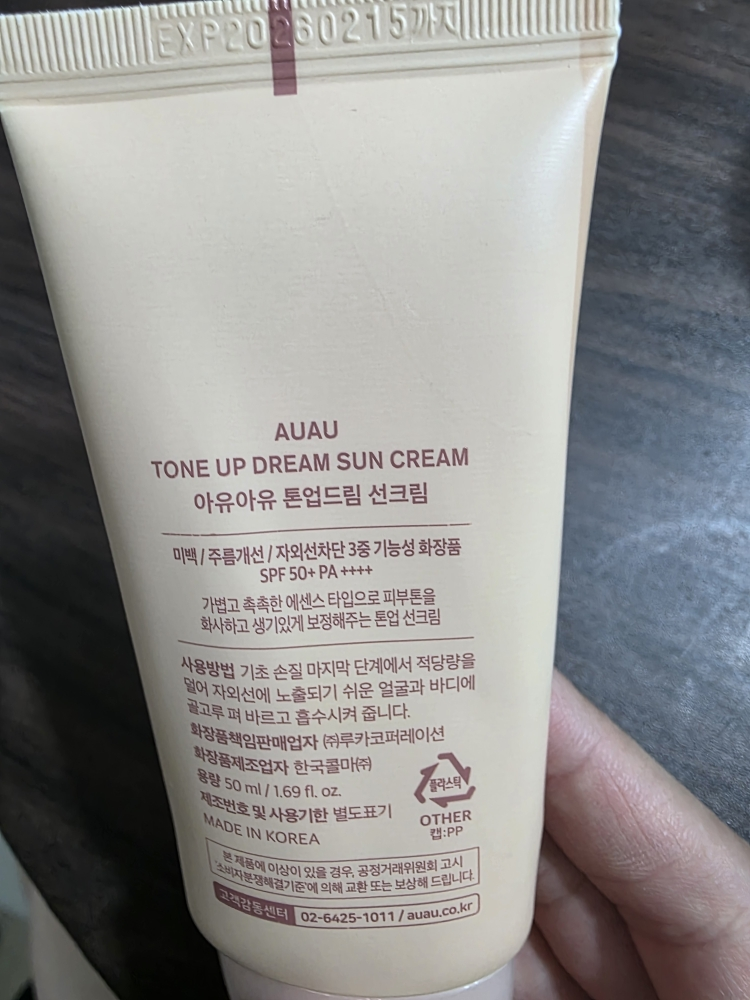 EXP20260215까지
AUAU
TONE UP DREAM SUN CREAM
아유아유 톤업드림 선크림
미백 / 주름개선 / 자외선차단 3중 기능성 화장품
SPF 50+ PA ++++
가볍고 촉촉한 에센스 타입으로 피부톤을
화사하고 생기있게 보정해주는 톤업 선크림
사용방법 기초 손질 마지막 단계에서 적당량을
덜어 자외선에 노출되기 쉬운 얼굴과 바디에
골고루 펴 바르고 흡수시켜 줍니다.
화장품책임판매업자 ㈜루카코퍼레이션
화장품제조업자 한국콜마㈜
용량 50 ml / 1.69 fl. oz.
제조번호 및 사용기한 별도표기
MADE IN KOREA
플라스틱
OTHER
캡:PP
본 제품에 이상이 있을 경우, 공정거래위원회 고시
'소비자분쟁해결기준'에 의해 교환 또는 보상해 드립니다.
고객감동센터 02-6425-1011 / auau.co.kr